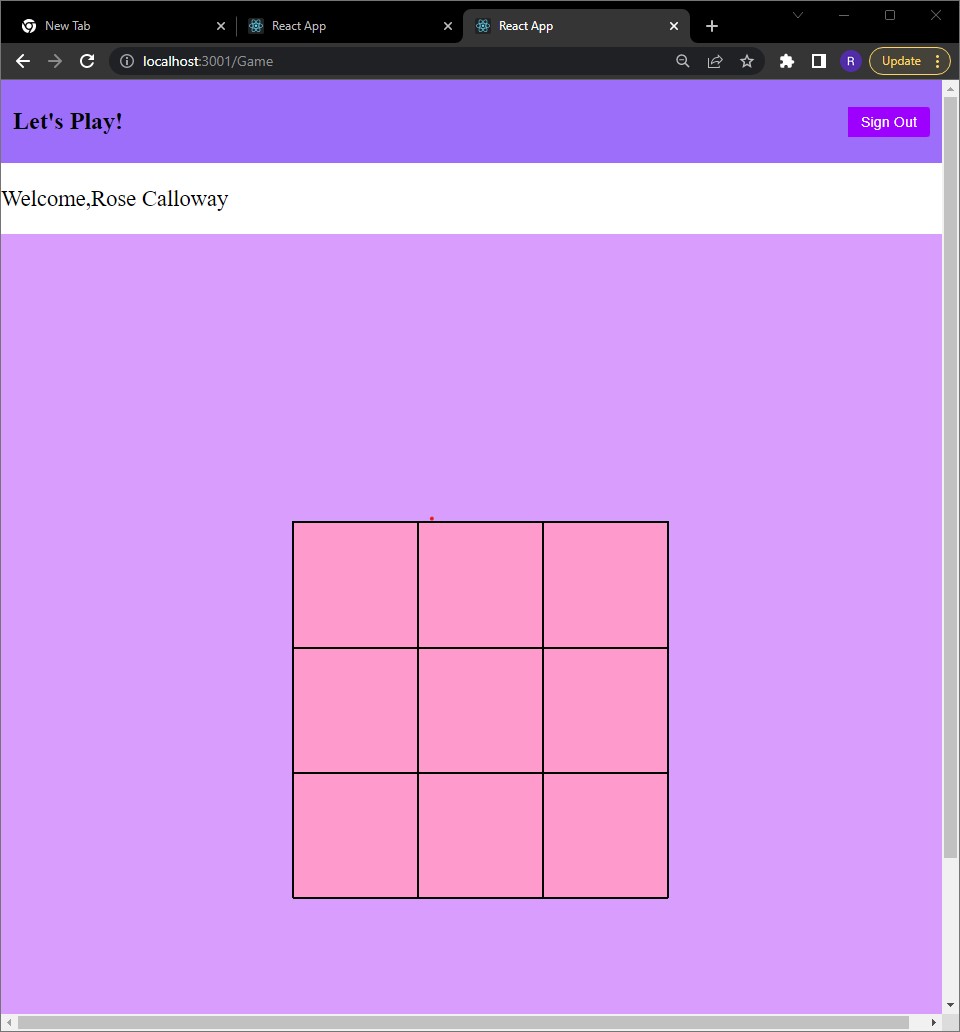 New Tab
React App
React App
localhost:3001/Game
R
Update
Let's Play!
Sign Out
Welcome,Rose Calloway